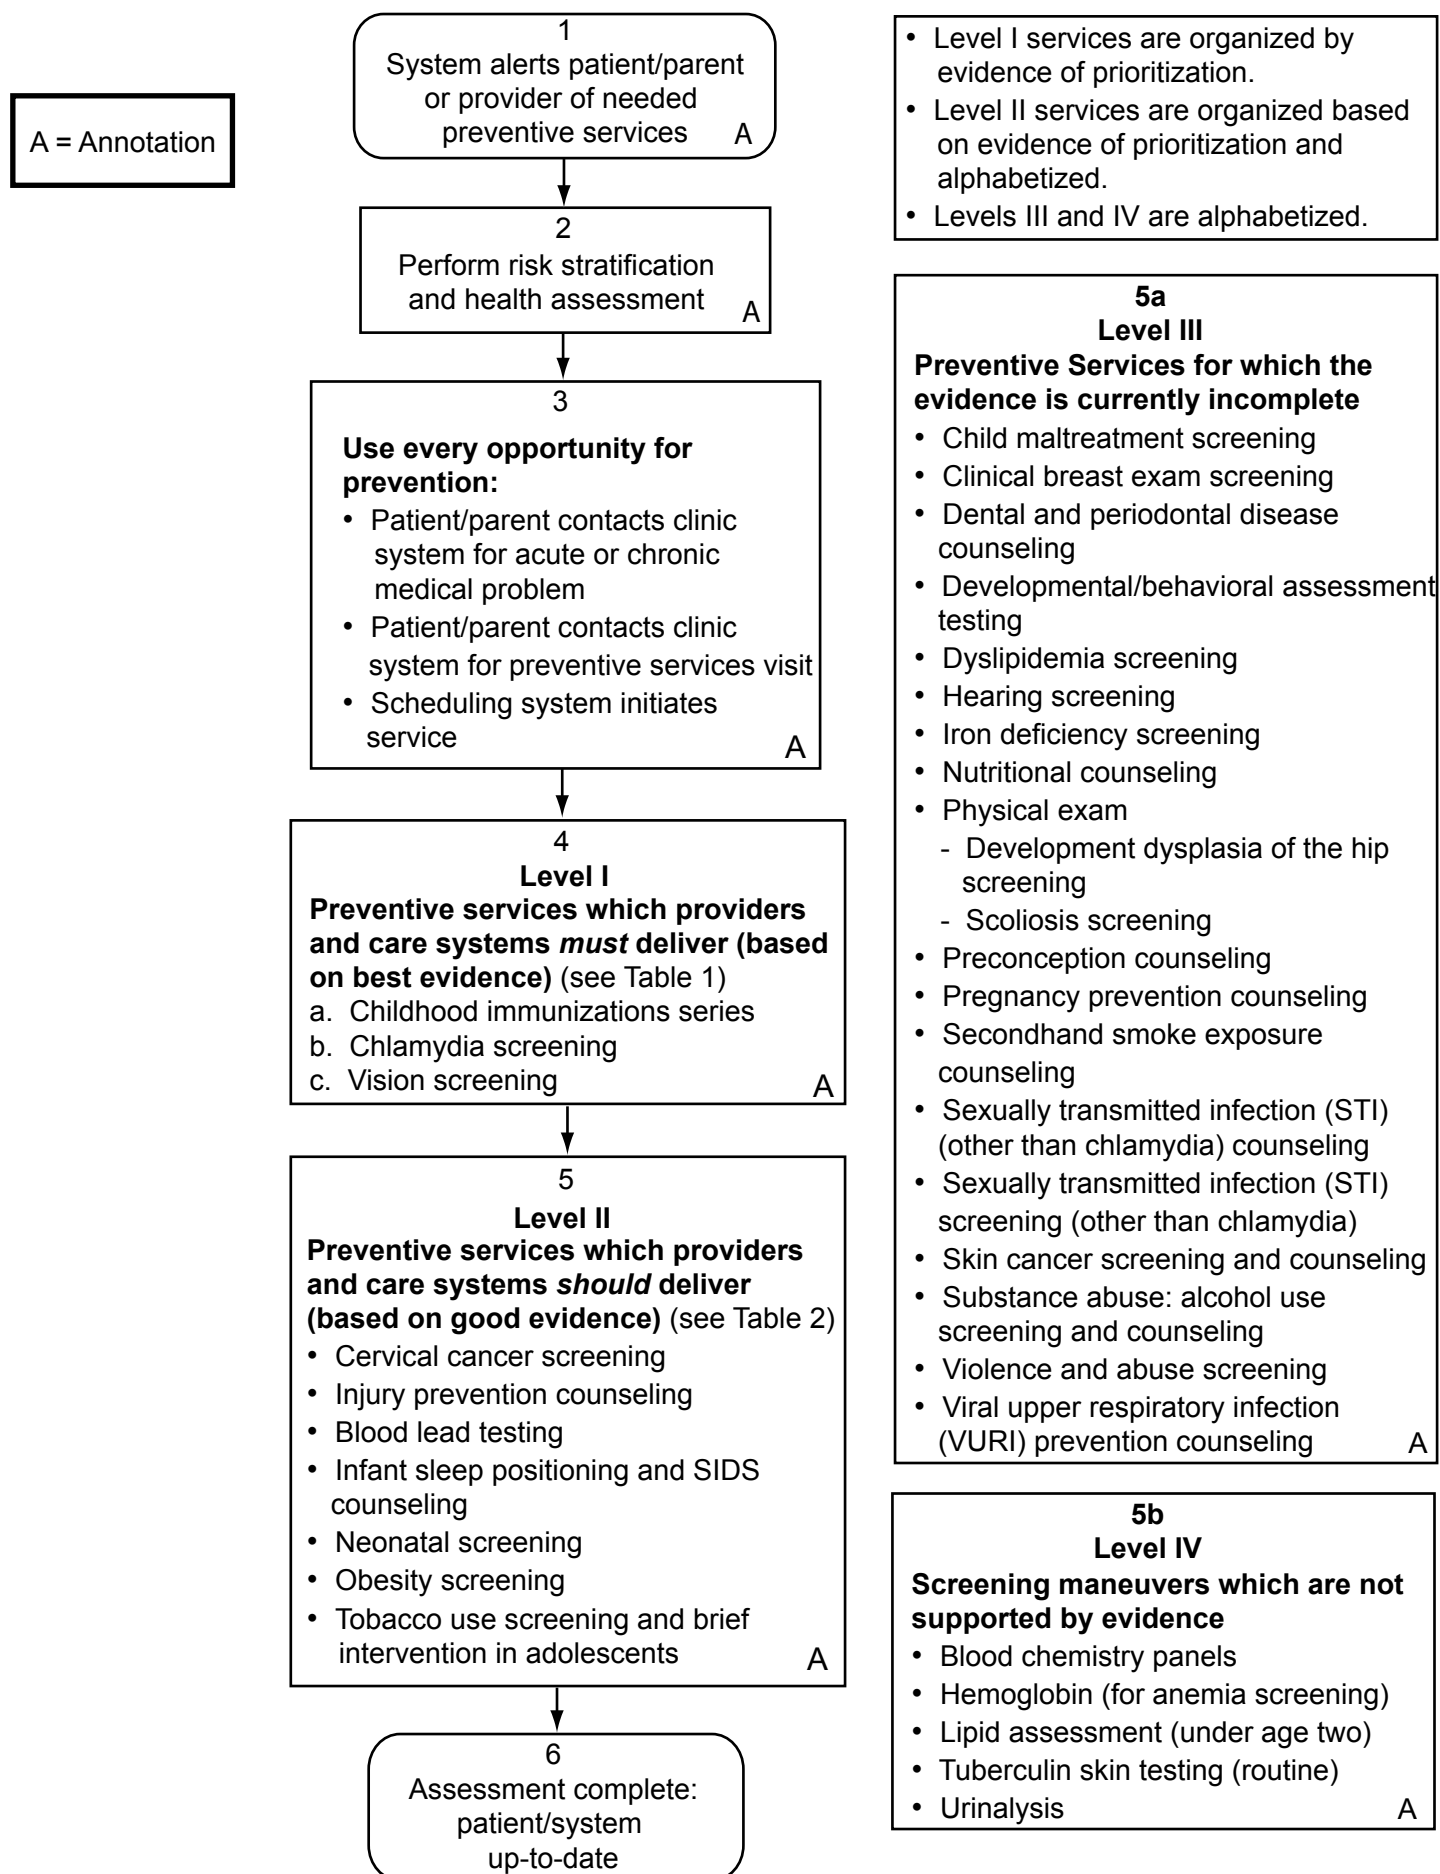 A = Annotation
1
System alerts patient/parent
or provider of needed
preventive services
A
2
Perform risk stratification
and health assessment
A
3
Use every opportunity for
prevention:
• Patient/parent contacts clinic
system for acute or chronic
medical problem
• Patient/parent contacts clinic
system for preventive services visit
• Scheduling system initiates
service
A
4
Level I
Preventive services which providers
and care systems must deliver (based
on best evidence) (see Table 1)
a. Childhood immunizations series
b. Chlamydia screening
c. Vision screening
A
5
Level II
Preventive services which providers
and care systems should deliver
(based on good evidence) (see Table 2)
• Cervical cancer screening
• Injury prevention counseling
• Blood lead testing
• Infant sleep positioning and SIDS
counseling
• Neonatal screening
• Obesity screening
• Tobacco use screening and brief
intervention in adolescents
A
6
Assessment complete:
patient/system
up-to-date
• Level I services are organized by
evidence of prioritization.
• Level II services are organized based
on evidence of prioritization and
alphabetized.
• Levels III and IV are alphabetized.
5a
Level III
Preventive Services for which the
evidence is currently incomplete
• Child maltreatment screening
• Clinical breast exam screening
• Dental and periodontal disease
counseling
• Developmental/behavioral assessment
testing
• Dyslipidemia screening
• Hearing screening
• Iron deficiency screening
• Nutritional counseling
• Physical exam
- Development dysplasia of the hip
screening
- Scoliosis screening
• Preconception counseling
• Pregnancy prevention counseling
• Secondhand smoke exposure
counseling
• Sexually transmitted infection (STI)
(other than chlamydia) counseling
• Sexually transmitted infection (STI)
screening (other than chlamydia)
• Skin cancer screening and counseling
• Substance abuse: alcohol use
screening and counseling
• Violence and abuse screening
• Viral upper respiratory infection
(VURI) prevention counseling
A
5b
Level IV
Screening maneuvers which are not
supported by evidence
• Blood chemistry panels
• Hemoglobin (for anemia screening)
• Lipid assessment (under age two)
• Tuberculin skin testing (routine)
• Urinalysis
A